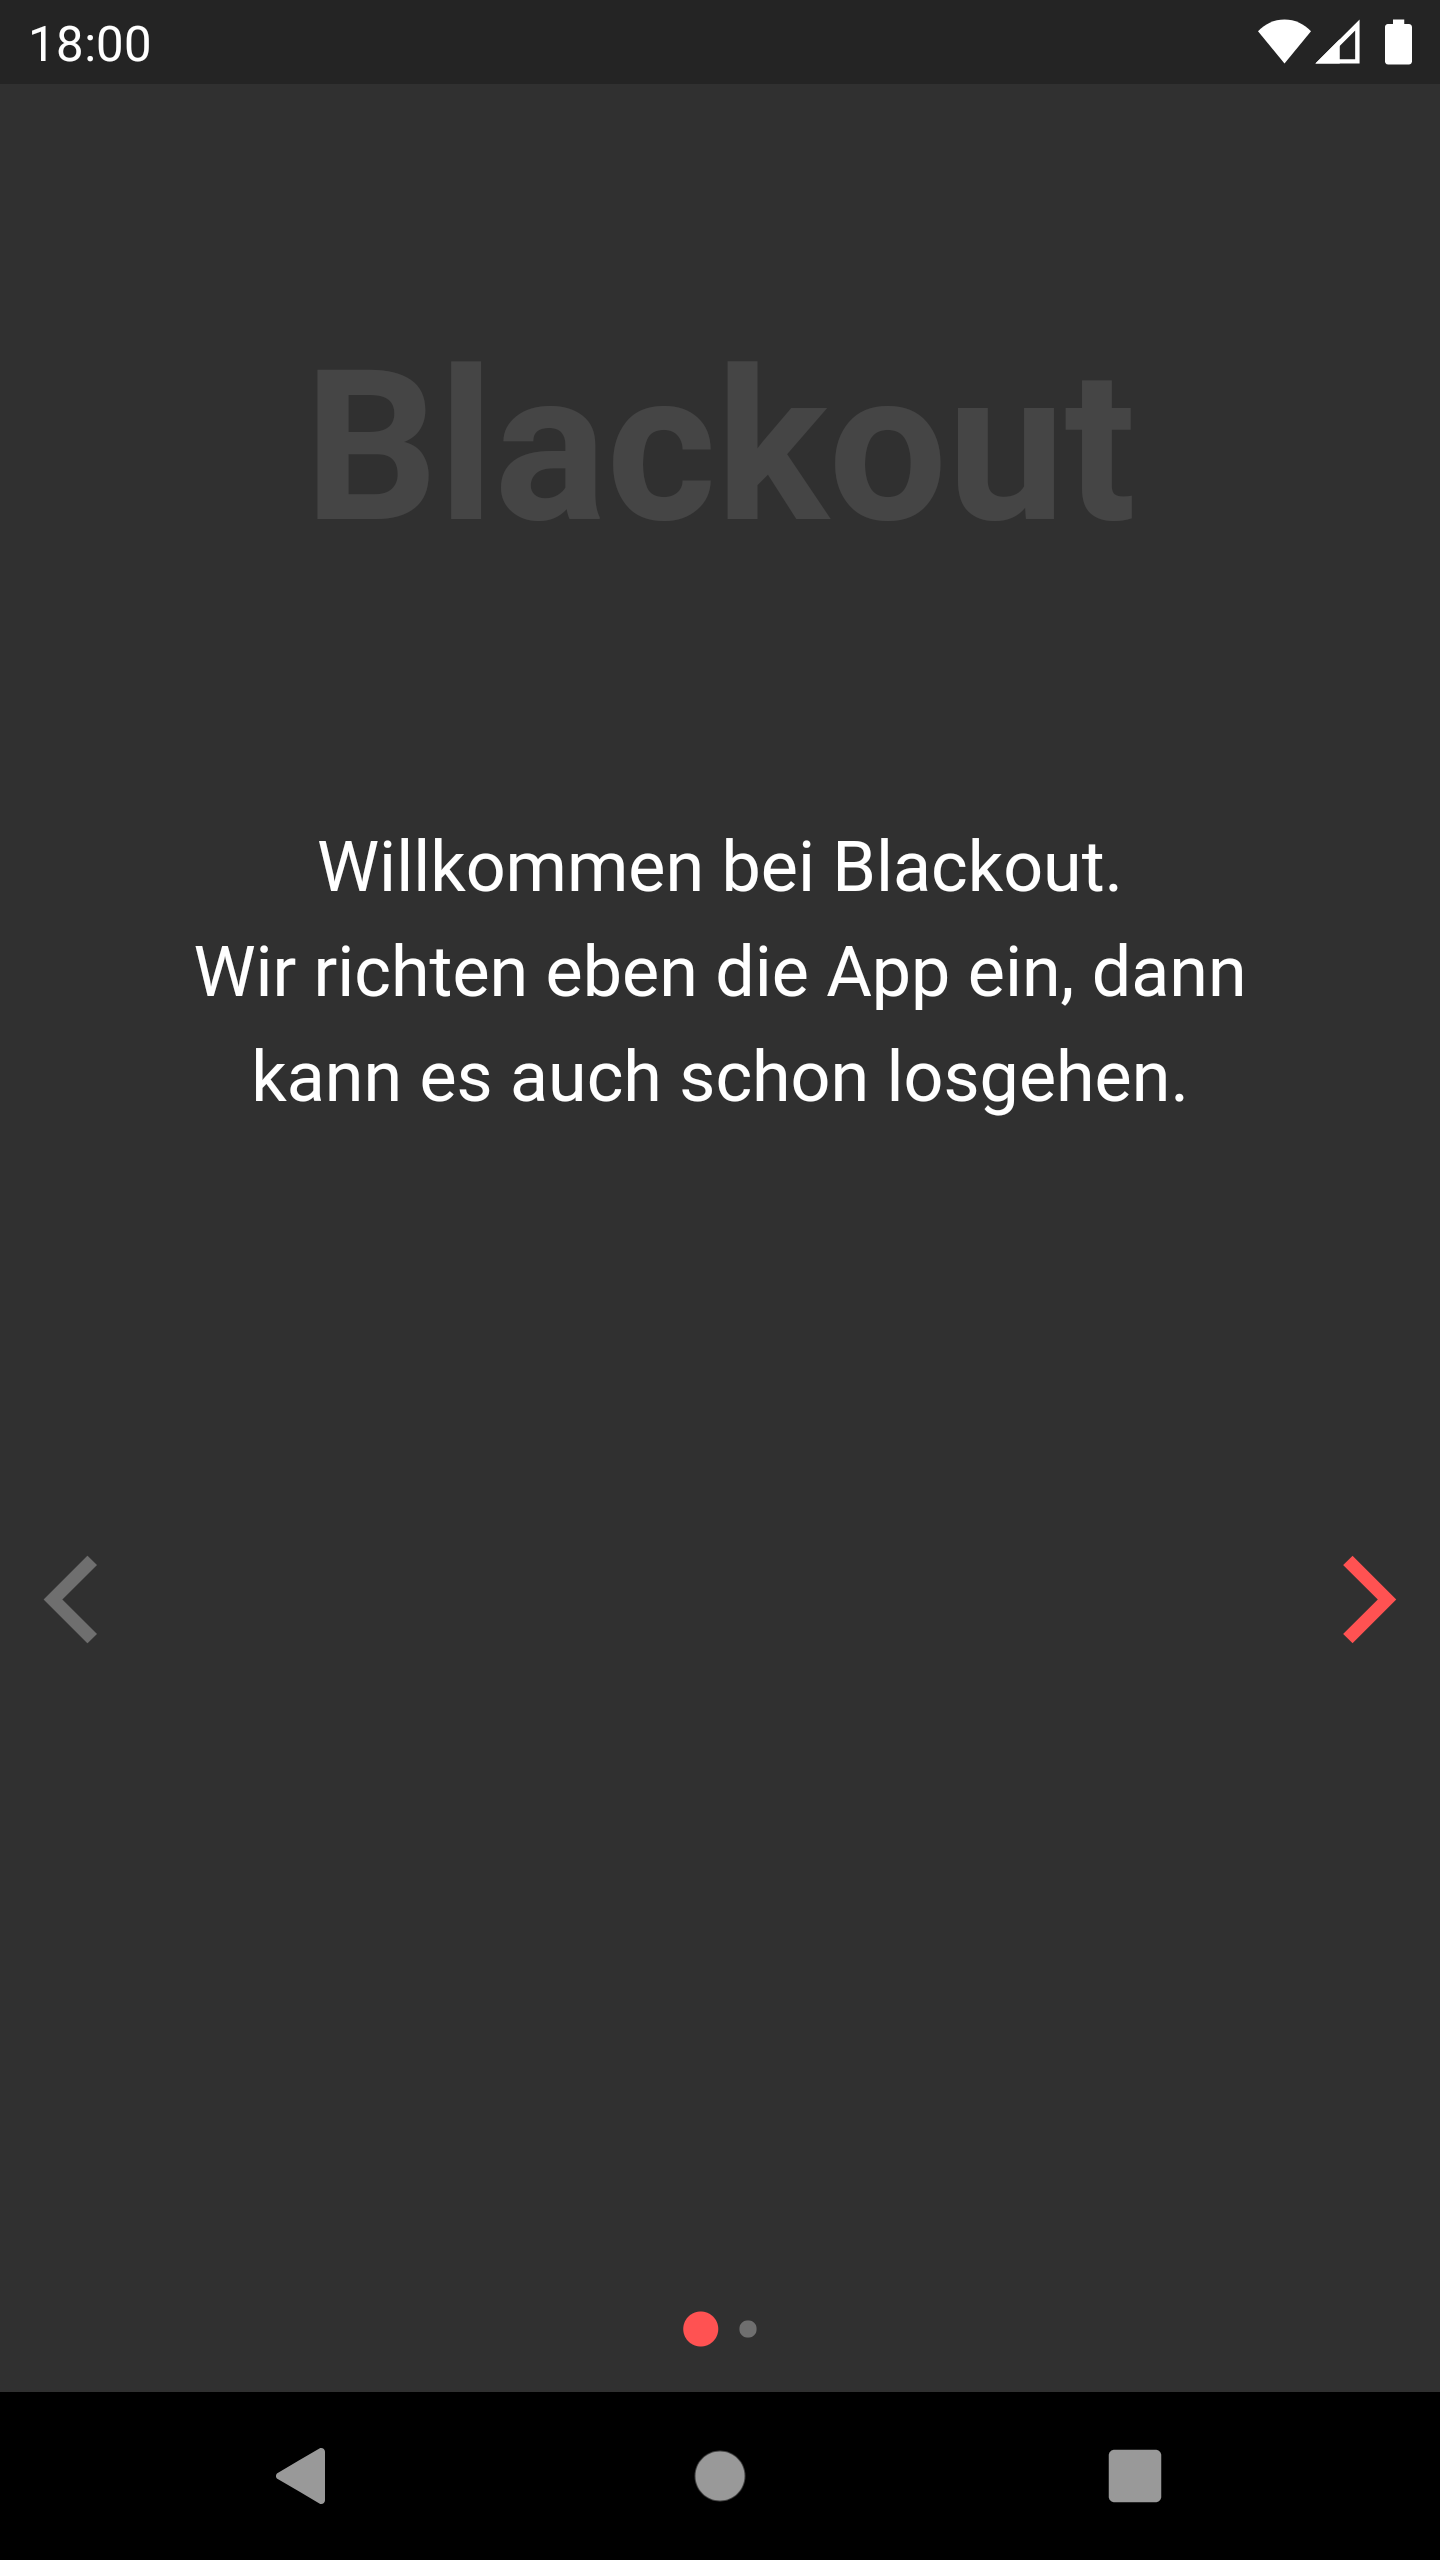 18:00
Blackout
Willkommen bei Blackout.
Wir richten eben die App ein, dann
kann es auch schon losgehen.